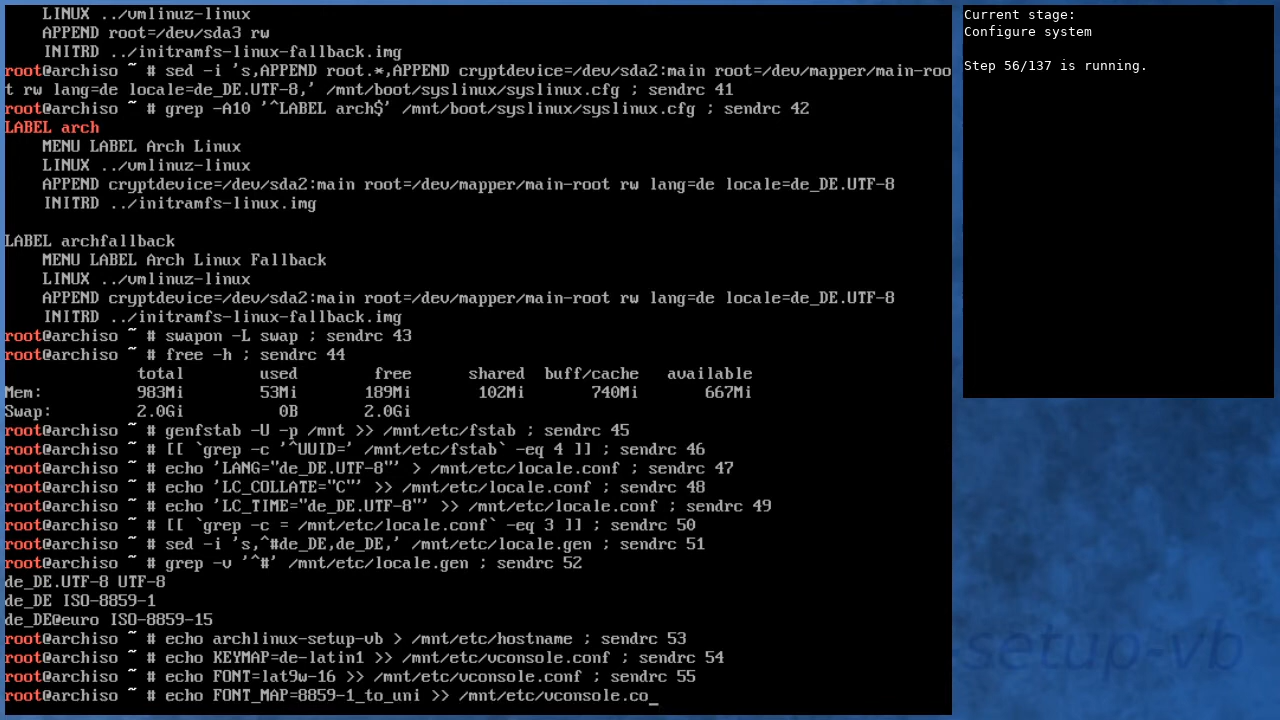 LINUX ../vmlinuz-linux
    APPEND root=/dev/sda3 rw
    INITRD ../initramfs-linux-fallback.img
root@archiso ~ # sed -i 's,APPEND root.*,APPEND cryptdevice=/dev/sda2:main root=/dev/mapper/main-roo
t rw lang=de locale=de_DE.UTF-8,' /mnt/boot/syslinux/syslinux.cfg ; sendrc 41
root@archiso ~ # grep -A10 '^LABEL arch$' /mnt/boot/syslinux/syslinux.cfg ; sendrc 42
LABEL arch
    MENU LABEL Arch Linux
    LINUX ../vmlinuz-linux
    APPEND cryptdevice=/dev/sda2:main root=/dev/mapper/main-root rw lang=de locale=de_DE.UTF-8
    INITRD ../initramfs-linux.img

LABEL archfallback
    MENU LABEL Arch Linux Fallback
    LINUX ../vmlinuz-linux
    APPEND cryptdevice=/dev/sda2:main root=/dev/mapper/main-root rw lang=de locale=de_DE.UTF-8
    INITRD ../initramfs-linux-fallback.img
root@archiso ~ # swapon -L swap ; sendrc 43
root@archiso ~ # free -h ; sendrc 44
              total        used        free      shared  buff/cache   available
Mem:          983Mi        53Mi       189Mi       102Mi       740Mi       667Mi
Swap:         2.0Gi          0B       2.0Gi
root@archiso ~ # genfstab -U -p /mnt >> /mnt/etc/fstab ; sendrc 45
root@archiso ~ # [[ `grep -c '^UUID=' /mnt/etc/fstab` -eq 4 ]] ; sendrc 46
root@archiso ~ # echo 'LANG="de_DE.UTF-8"' > /mnt/etc/locale.conf ; sendrc 47
root@archiso ~ # echo 'LC_COLLATE="C"' >> /mnt/etc/locale.conf ; sendrc 48
root@archiso ~ # echo 'LC_TIME="de_DE.UTF-8"' >> /mnt/etc/locale.conf ; sendrc 49
root@archiso ~ # [[ `grep -c = /mnt/etc/locale.conf` -eq 3 ]] ; sendrc 50
root@archiso ~ # sed -i 's,^#de_DE,de_DE,' /mnt/etc/locale.gen ; sendrc 51
root@archiso ~ # grep -v '^#' /mnt/etc/locale.gen ; sendrc 52
de_DE.UTF-8 UTF-8
de_DE ISO-8859-1
de_DE@euro ISO-8859-15
root@archiso ~ # echo archlinux-setup-vb > /mnt/etc/hostname ; sendrc 53
root@archiso ~ # echo KEYMAP=de-latin1 >> /mnt/etc/vconsole.conf ; sendrc 54
root@archiso ~ # echo FONT=lat9w-16 >> /mnt/etc/vconsole.conf ; sendrc 55
root@archiso ~ # echo FONT_MAP=8859-1_to_uni >> /mnt/etc/vconsole.co_
Current stage:
Configure system

Step 56/137 is running.
setup-vb